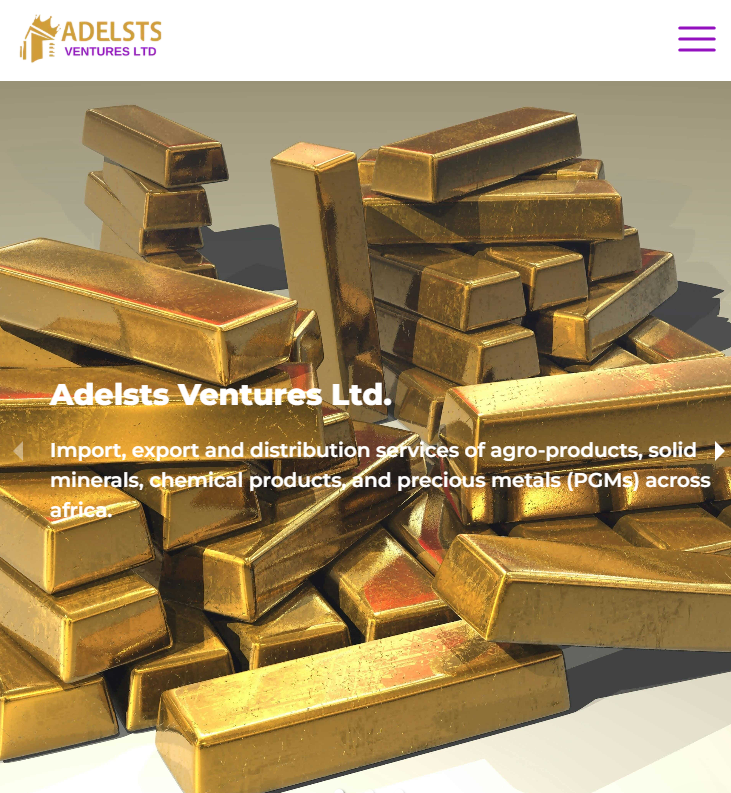 ADELSTS
VENTURES LTD
Adelsts Ventures Ltd.
Import, export and distribution services of agro-products, solid
minerals, chemical products, and precious metals (PGMs) across
africa.